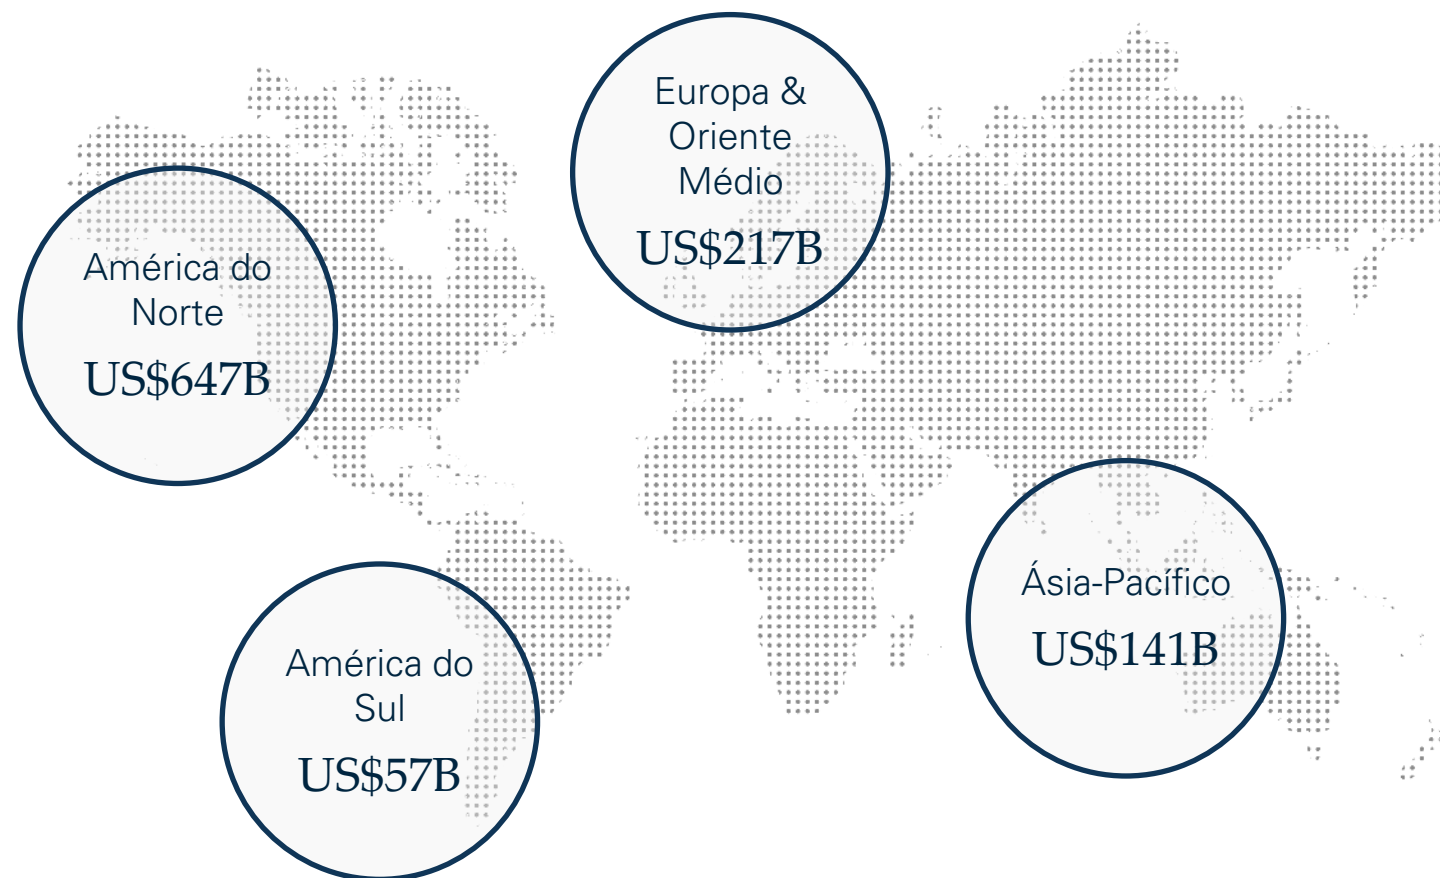 Europa &
Oriente
Médio
US$217B
América do
Norte
US$647B
Ásia-Pacífico
US$141B
América do
Sul
US$57B